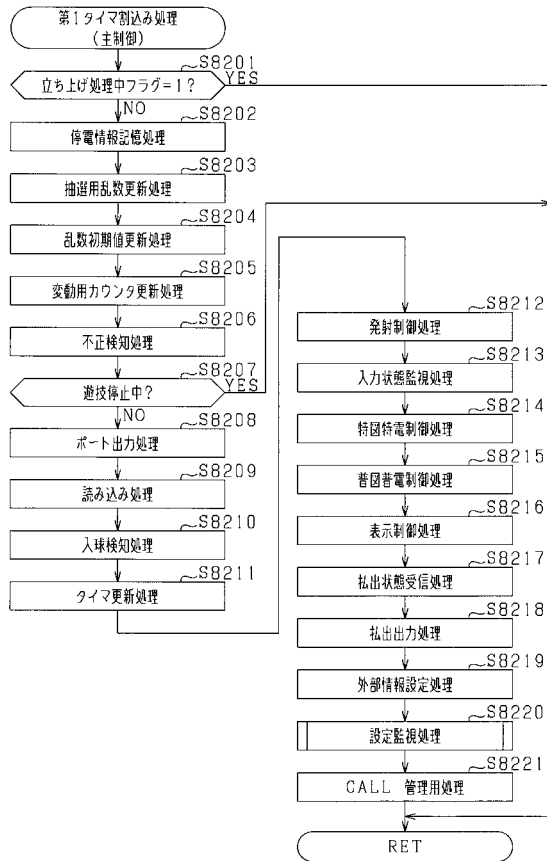 第1タイマ割込み処理
(主制御)
S8201
立ち上げ処理中フラグ=1?
YES
NO
S8202
停電情報記憶処理
S8203
抽選用乱数更新処理
S8204
乱数初期値更新処理
S8205
変動用カウンタ更新処理
S8206
不正検知処理
S8207
遊技停止中?
YES
NO
S8208
ポート出力処理
S8209
読み込み処理
S8210
入球検知処理
S8211
タイマ更新処理
S8212
発射制御処理
S8213
入力状態監視処理
S8214
特図特電制御処理
S8215
普図普電制御処理
S8216
表示制御処理
S8217
払出状態受信処理
S8218
払出出力処理
S8219
外部情報設定処理
S8220
設定監視処理
S8221
CALL 管理用処理
RET